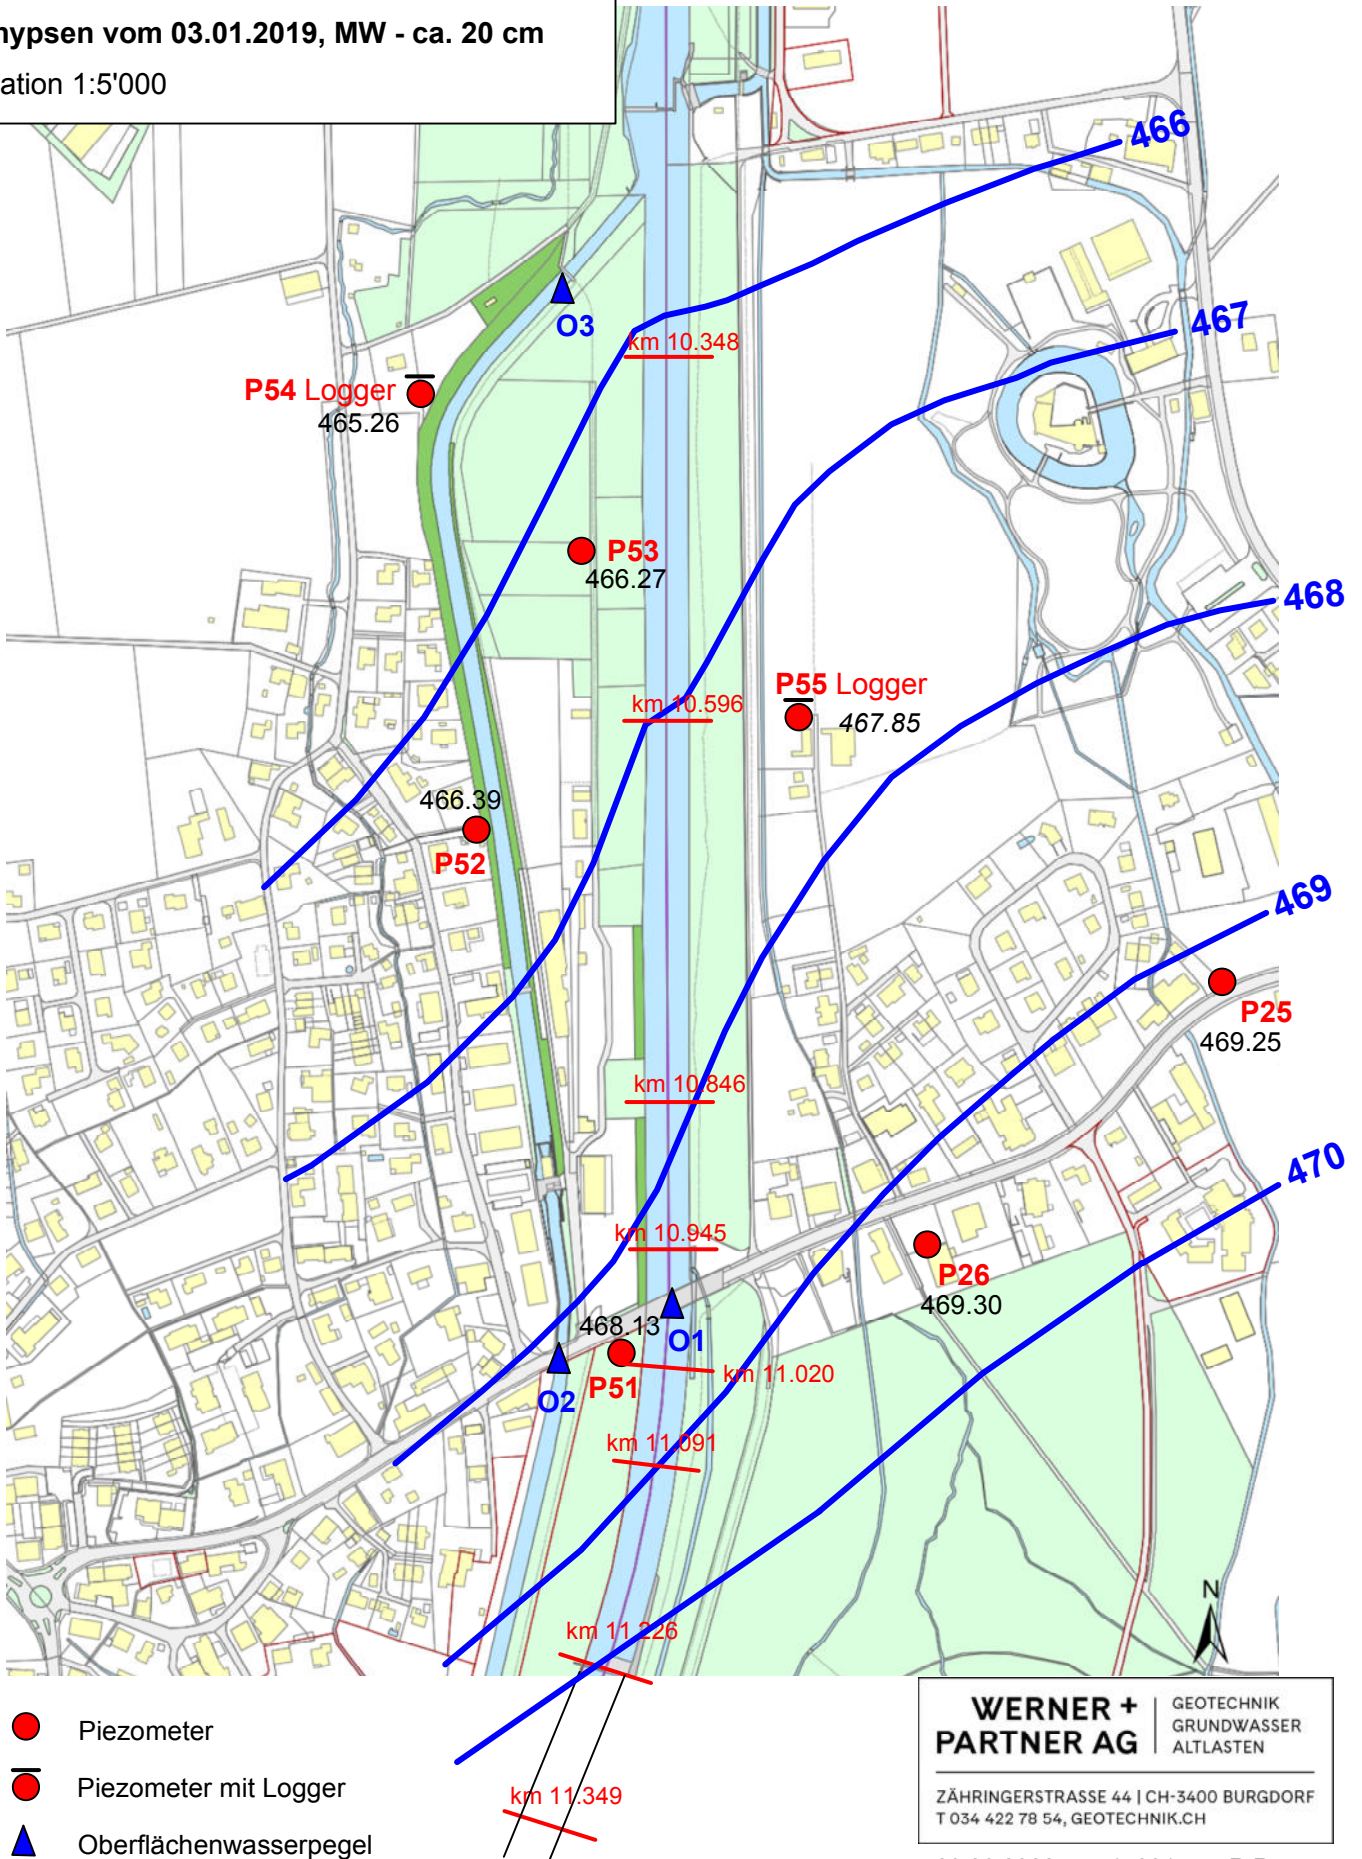 hypsen vom 03.01.2019, MW - ca. 20 cm
ation 1:5'000
466
467
O3
km 10.348
P54 Logger
465.26
P53
466.27
468
P55 Logger
467.85
km 10.596
466.39
P52
469
P25
469.25
km 10.846
470
km 10.945
P26
469.30
468.13
O1
P51
O2
km 11.020
km 11.091
N
km 11.226
km 11.349
Piezometer
Piezometer mit Logger
Oberflächenwasserpegel
WERNER +
PARTNER AG
GEOTECHNIK
GRUNDWASSER
ALTLASTEN
ZÄHRINGERSTRASSE 44 | CH-3400 BURGDORF
T 034 422 78 54, GEOTECHNIK.CH